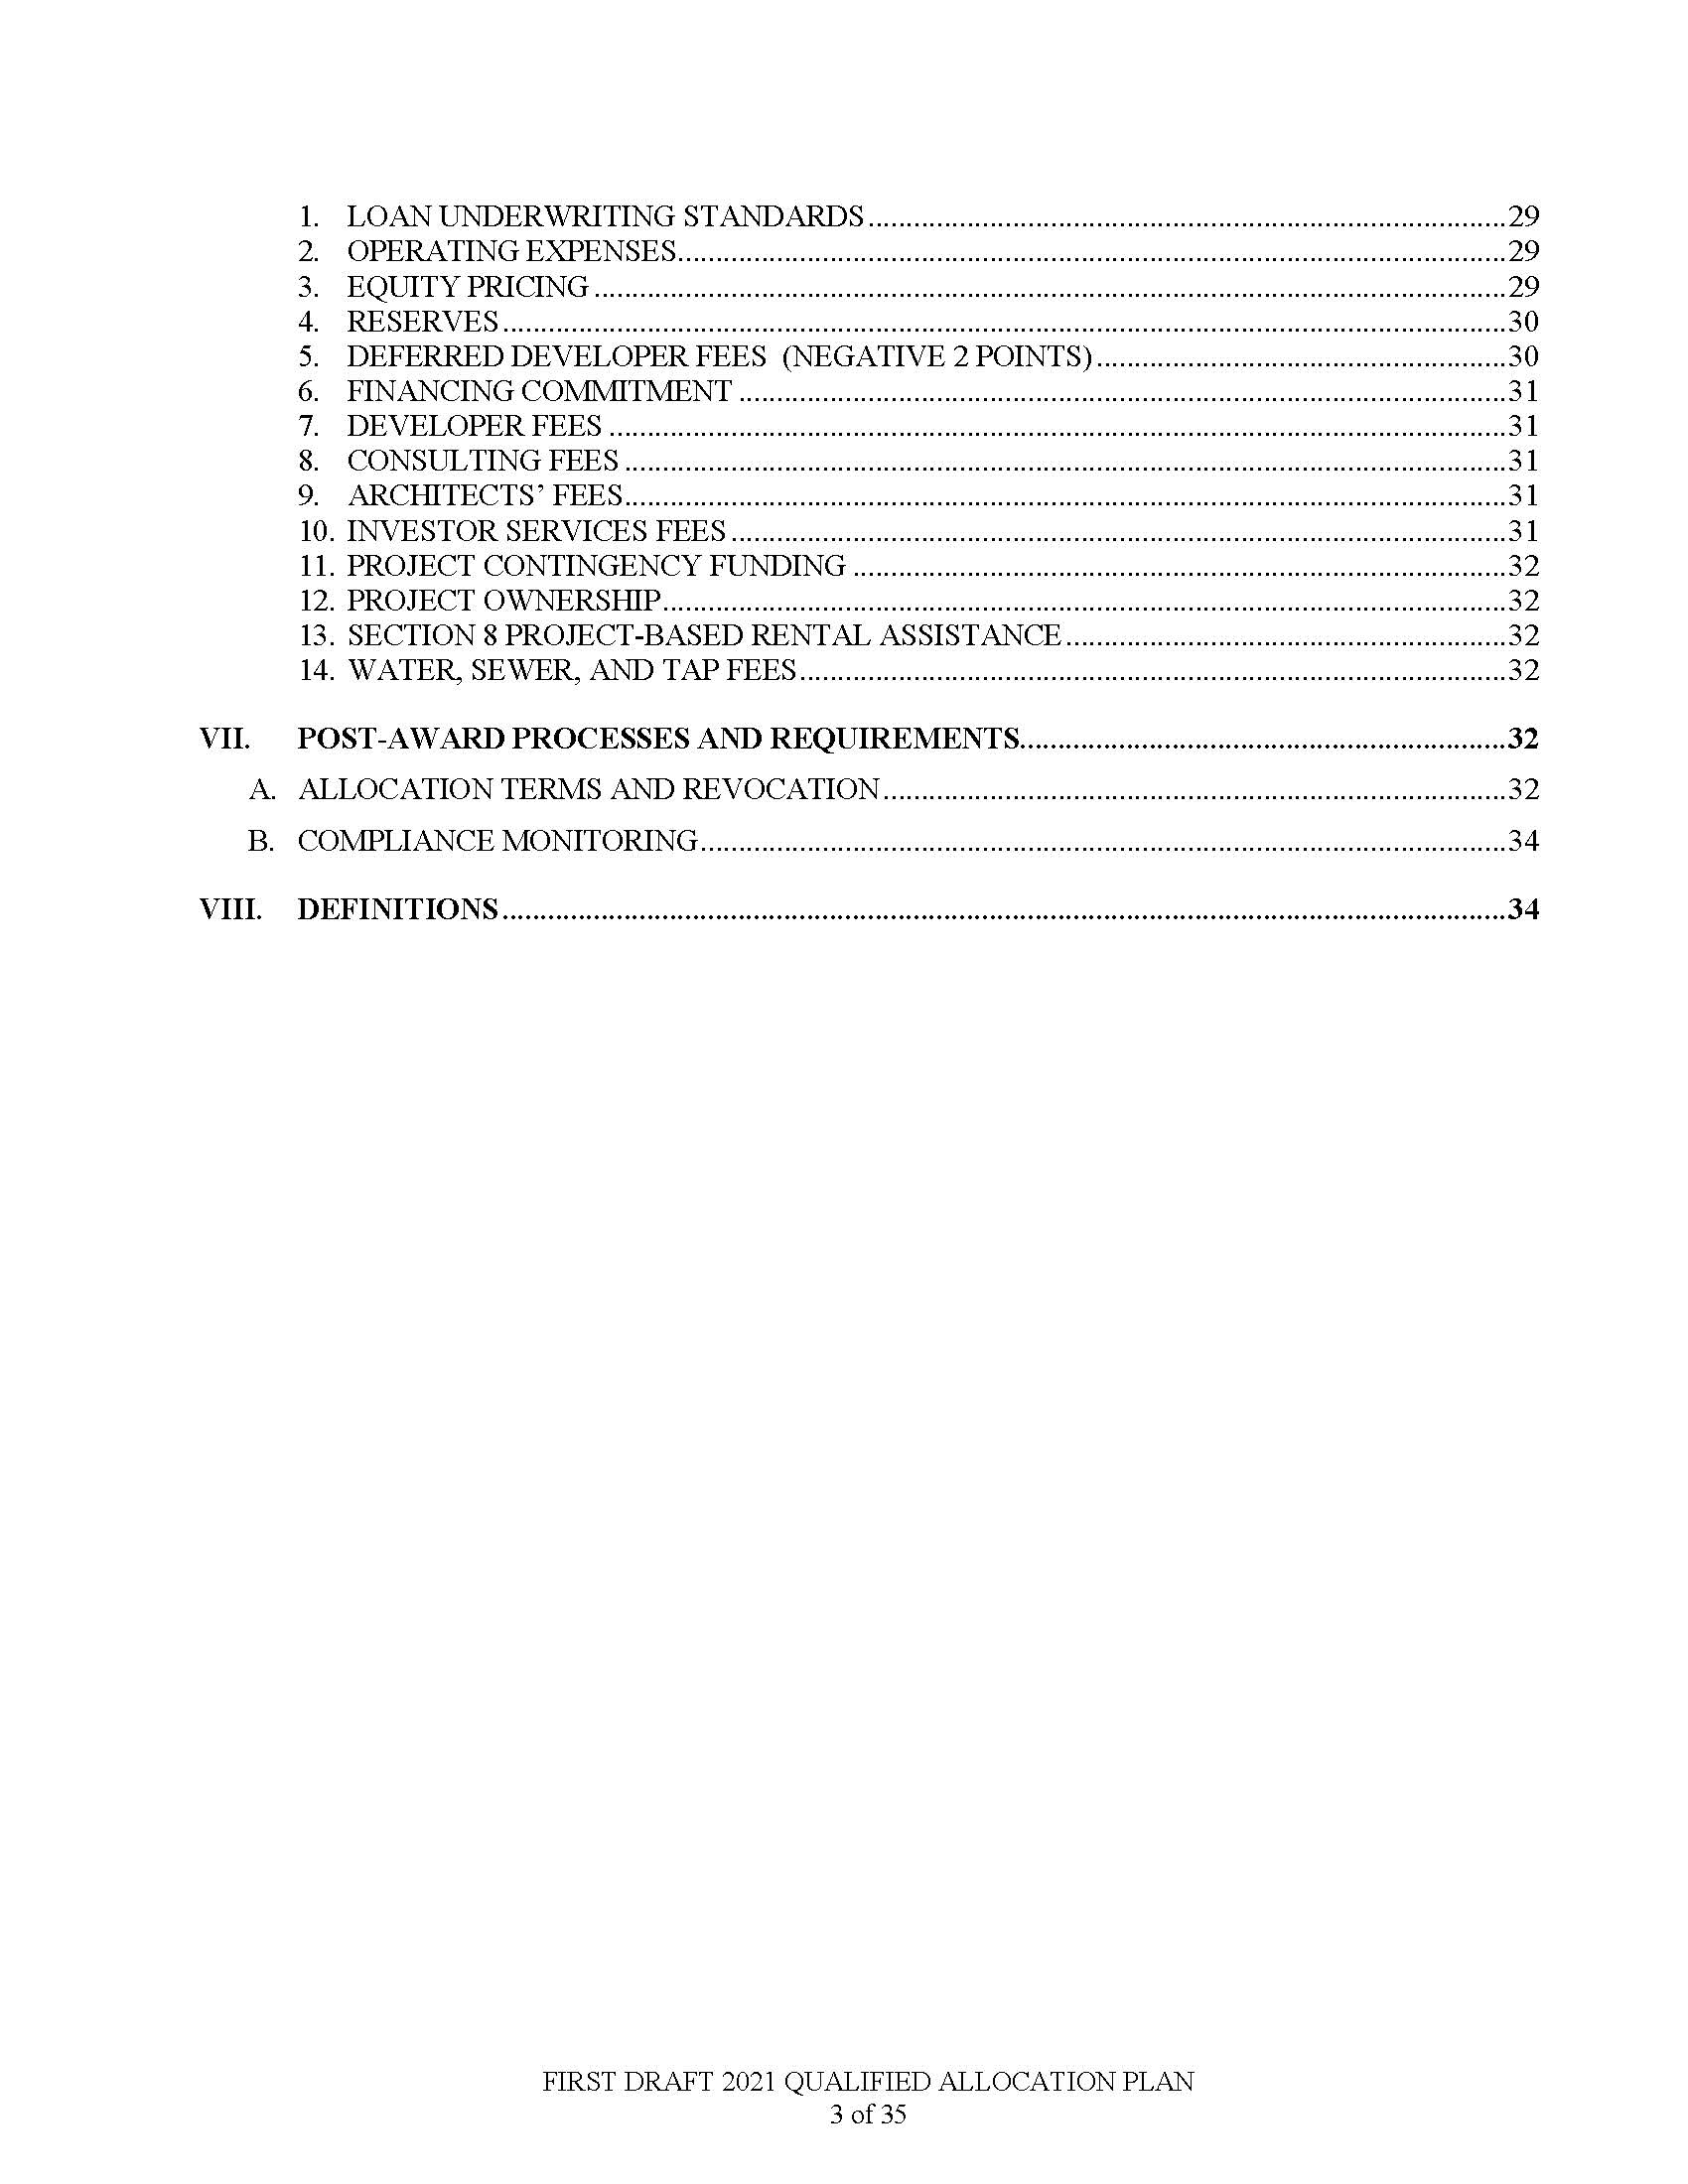 1. LOAN UNDERWRITING STANDARDS....................................................................................29
2. OPERATING EXPENSES.............................................................................................................29
3. EQUITY PRICING........................................................................................................................29
4. RESERVES....................................................................................................................................30
5. DEFERRED DEVELOPER FEES (NEGATIVE 2 POINTS)......................................................30
6. FINANCING COMMITMENT.....................................................................................................31
7. DEVELOPER FEES......................................................................................................................31
8. CONSULTING FEES....................................................................................................................31
9. ARCHITECTS’ FEES....................................................................................................................31
10. INVESTOR SERVICES FEES......................................................................................................31
11. PROJECT CONTINGENCY FUNDING......................................................................................32
12. PROJECT OWNERSHIP...............................................................................................................32
13. SECTION 8 PROJECT-BASED RENTAL ASSISTANCE..........................................................32
14. WATER, SEWER, AND TAP FEES.............................................................................................32
VII. POST-AWARD PROCESSES AND REQUIREMENTS...............................................................32
A. ALLOCATION TERMS AND REVOCATION..................................................................................32
B. COMPLIANCE MONITORING..........................................................................................................34
VIII. DEFINITIONS....................................................................................................................................34
FIRST DRAFT 2021 QUALIFIED ALLOCATION PLAN
3 of 35